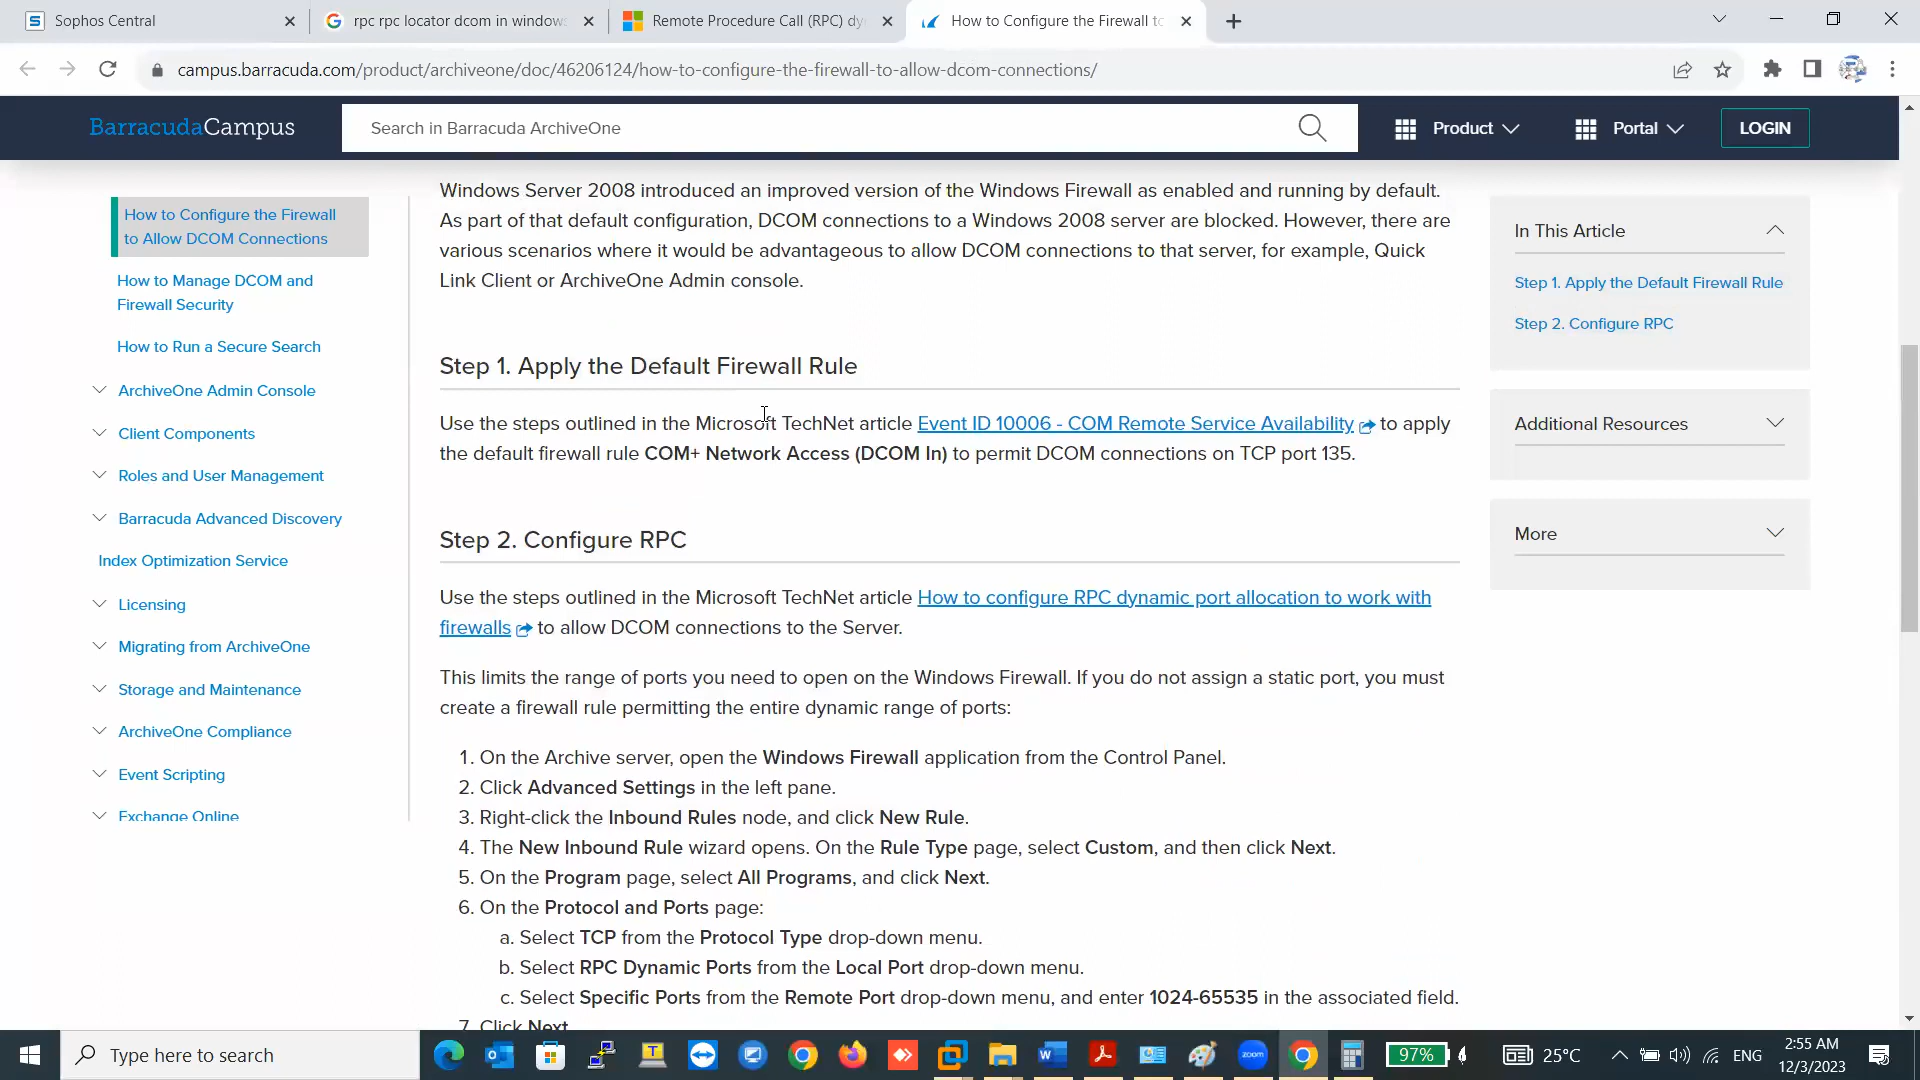 Sophos Central
rpc rpc locator dcom in window
Remote Procedure Call (RPC) dy
How to Configure the Firewall to
campus.barracuda.com/product/archiveone/doc/46206124/how-to-configure-the-firewall-to-allow-dcom-connections/
BarracudaCampus
Search in Barracuda ArchiveOne
Product
Portal
LOGIN
How to Configure the Firewall
to Allow DCOM Connections
How to Manage DCOM and
Firewall Security
How to Run a Secure Search
ArchiveOne Admin Console
Client Components
Roles and User Management
Barracuda Advanced Discovery
Index Optimization Service
Licensing
Migrating from ArchiveOne
Storage and Maintenance
ArchiveOne Compliance
Event Scripting
Exchange Online
Windows Server 2008 introduced an improved version of the Windows Firewall as enabled and running by default.
As part of that default configuration, DCOM connections to a Windows 2008 server are blocked. However, there are
various scenarios where it would be advantageous to allow DCOM connections to that server, for example, Quick
Link Client or ArchiveOne Admin console.
Step 1. Apply the Default Firewall Rule
Use the steps outlined in the Microsoft TechNet article Event ID 10006 - COM Remote Service Availability to apply
the default firewall rule COM+ Network Access (DCOM In) to permit DCOM connections on TCP port 135.
Step 2. Configure RPC
Use the steps outlined in the Microsoft TechNet article How to configure RPC dynamic port allocation to work with
firewalls to allow DCOM connections to the Server.
This limits the range of ports you need to open on the Windows Firewall. If you do not assign a static port, you must
create a firewall rule permitting the entire dynamic range of ports:
1. On the Archive server, open the Windows Firewall application from the Control Panel.
2. Click Advanced Settings in the left pane.
3. Right-click the Inbound Rules node, and click New Rule.
4. The New Inbound Rule wizard opens. On the Rule Type page, select Custom, and then click Next.
5. On the Program page, select All Programs, and click Next.
6. On the Protocol and Ports page:
a. Select TCP from the Protocol Type drop-down menu.
b. Select RPC Dynamic Ports from the Local Port drop-down menu.
c. Select Specific Ports from the Remote Port drop-down menu, and enter 1024-65535 in the associated field.
7. Click Next
In This Article
Step 1. Apply the Default Firewall Rule
Step 2. Configure RPC
Additional Resources
More
Type here to search
zoom
97%
25°C
ENG
2:55 AM
12/3/2023